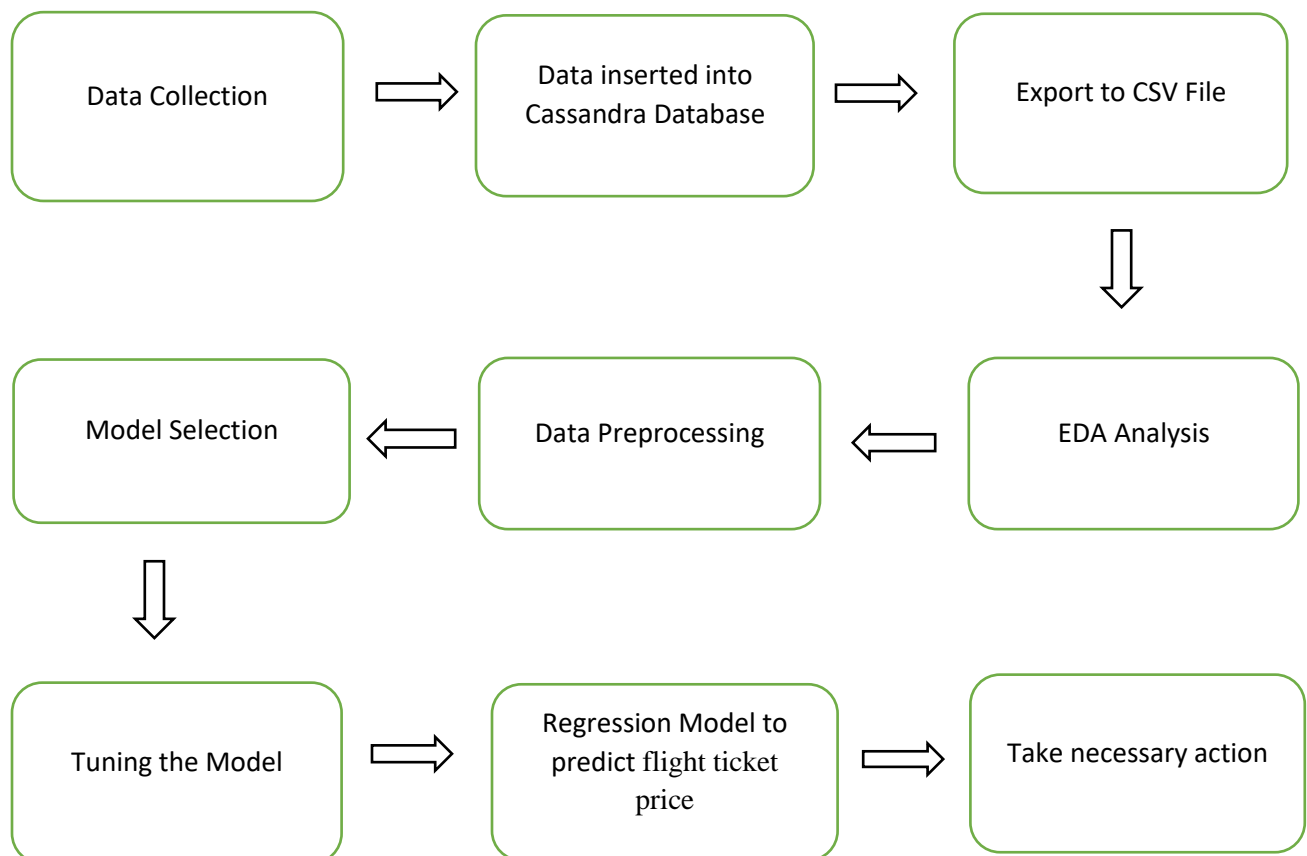 Data Collection
Data inserted into
Cassandra Database
Export to CSV File
EDA Analysis
Data Preprocessing
Model Selection
Tuning the Model
Regression Model to
predict flight ticket
price
Take necessary action